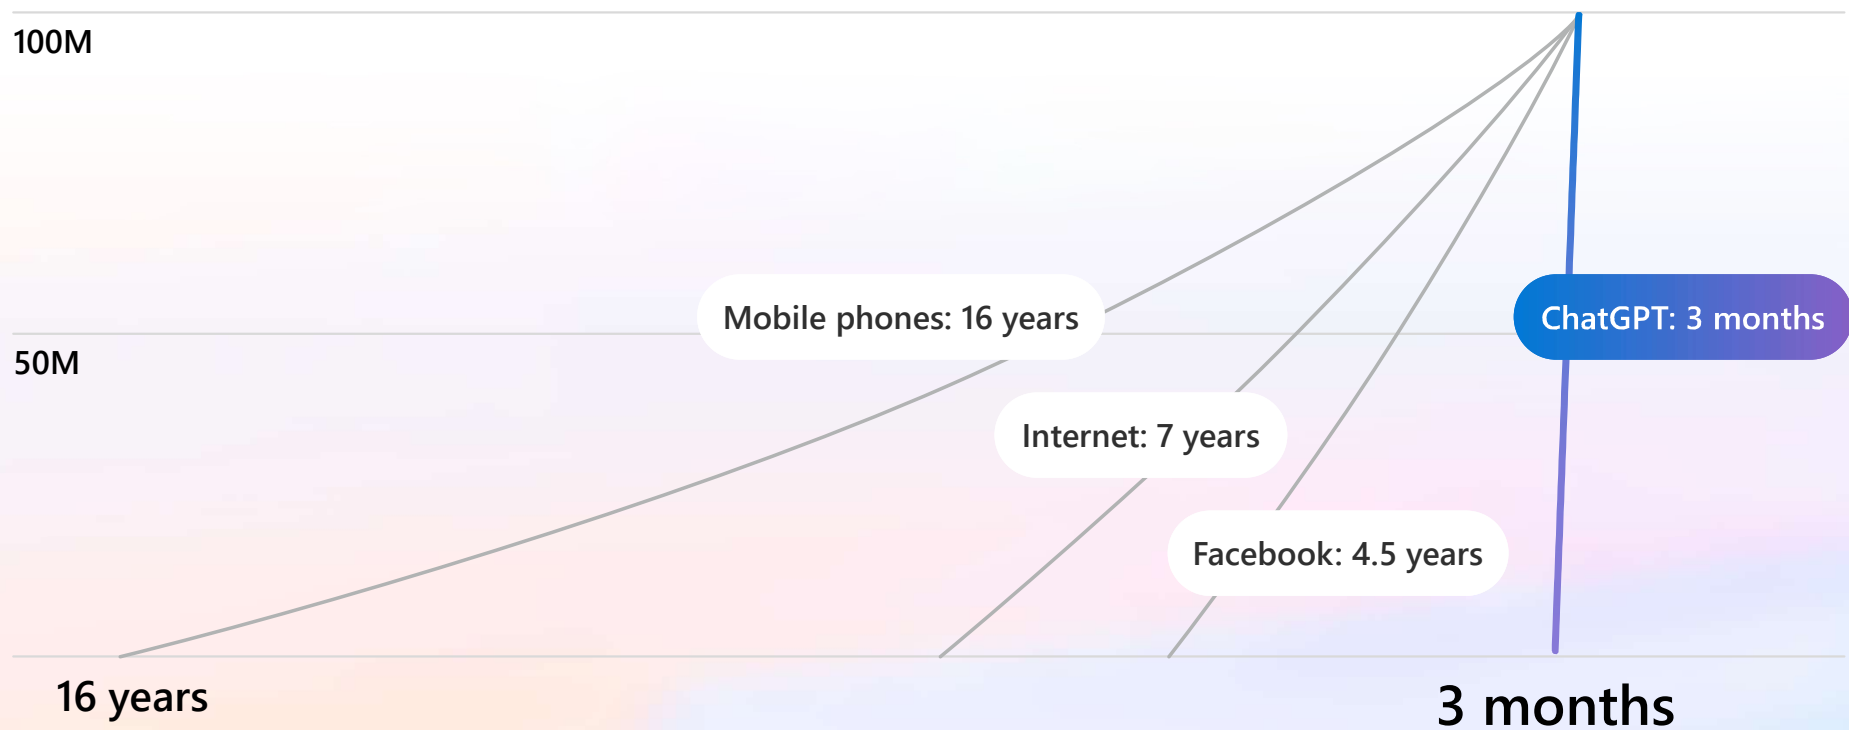 100M
Mobile phones: 16 years
ChatGPT: 3 months
50M
Internet: 7 years
Facebook: 4.5 years
16 years
3 months